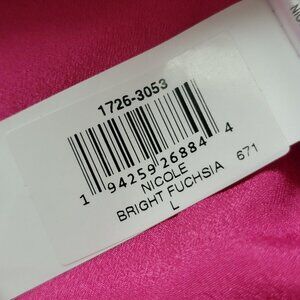 1726-3053
1 94259 26884 4
NICOLE
BRIGHT FUCHSIA 671
L